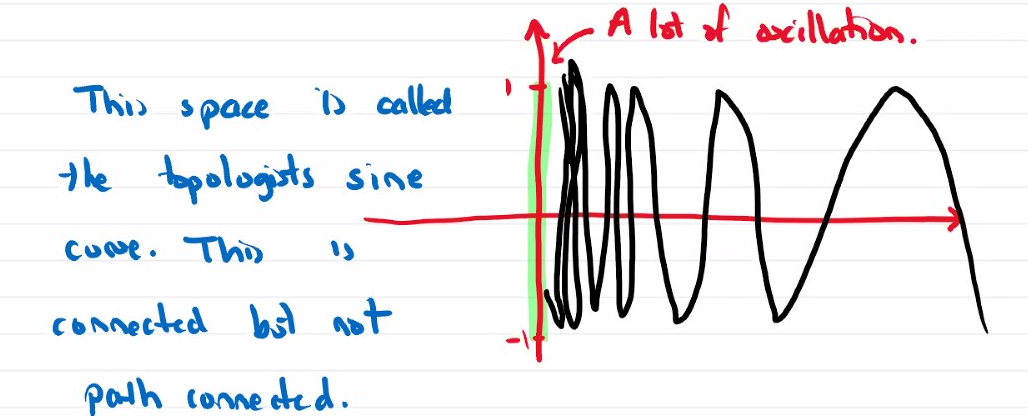 A lot of oscillation.
This space is called
the topologists sine
curve. This is
connected but not
path connected.
1
-1